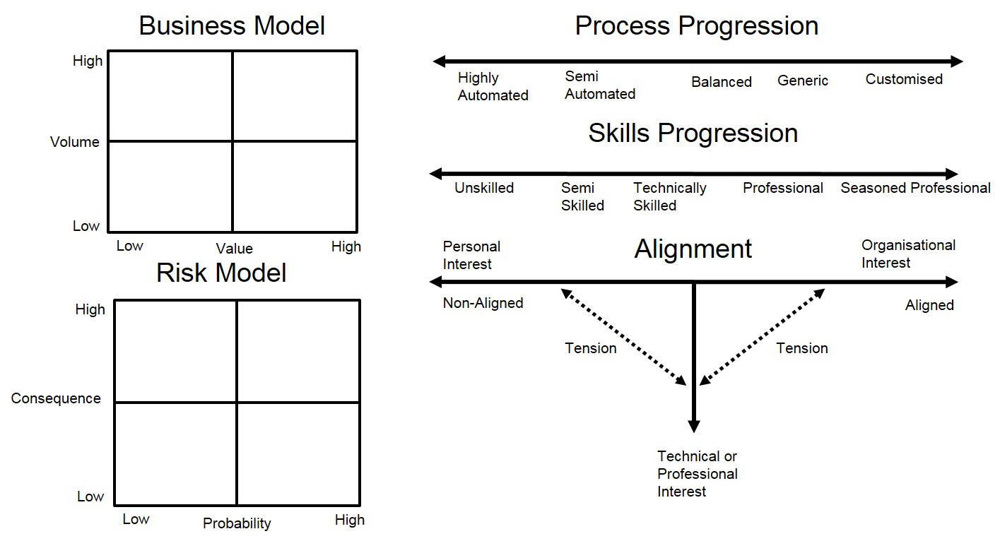 Business Model
High
Volume
Low
Low
Value
High
Risk Model
High
Consequence
Low
Low
Probability
High
Process Progression
Highly
Automated
Semi
Automated
Balanced
Generic
Customised
Skills Progression
Unskilled
Semi
Skilled
Technically
Skilled
Professional
Seasoned Professional
Alignment
Personal
Interest
Organisational
Interest
Non-Aligned
Aligned
Tension
Tension
Technical or
Professional
Interest